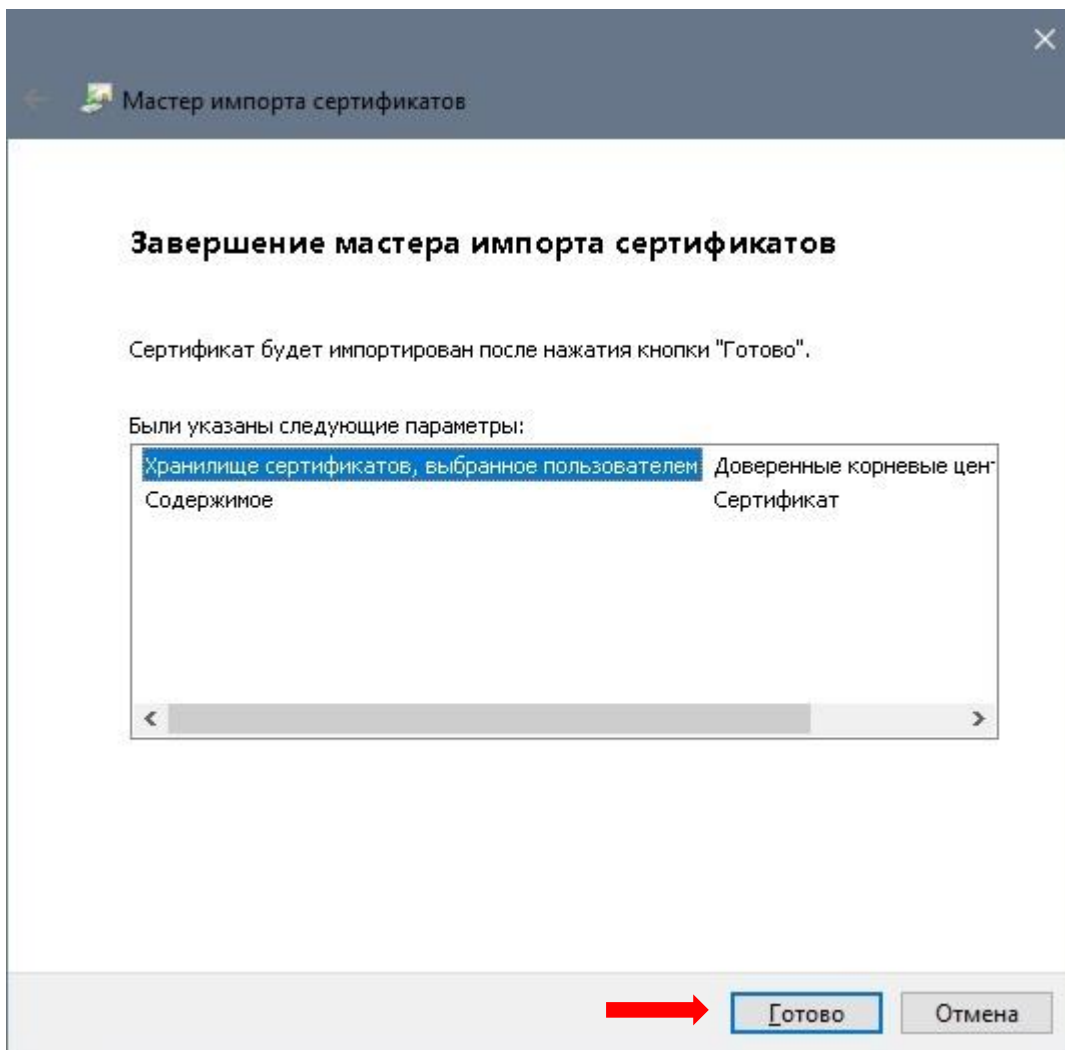 Мастер импорта сертификатов
Завершение мастера импорта сертификатов
Сертификат будет импортирован после нажатия кнопки "Готово".
Были указаны следующие параметры:
Хранилище сертификатов, выбранное пользователем Доверенные корневые цент
Содержимое Сертификат
Готово Отмена